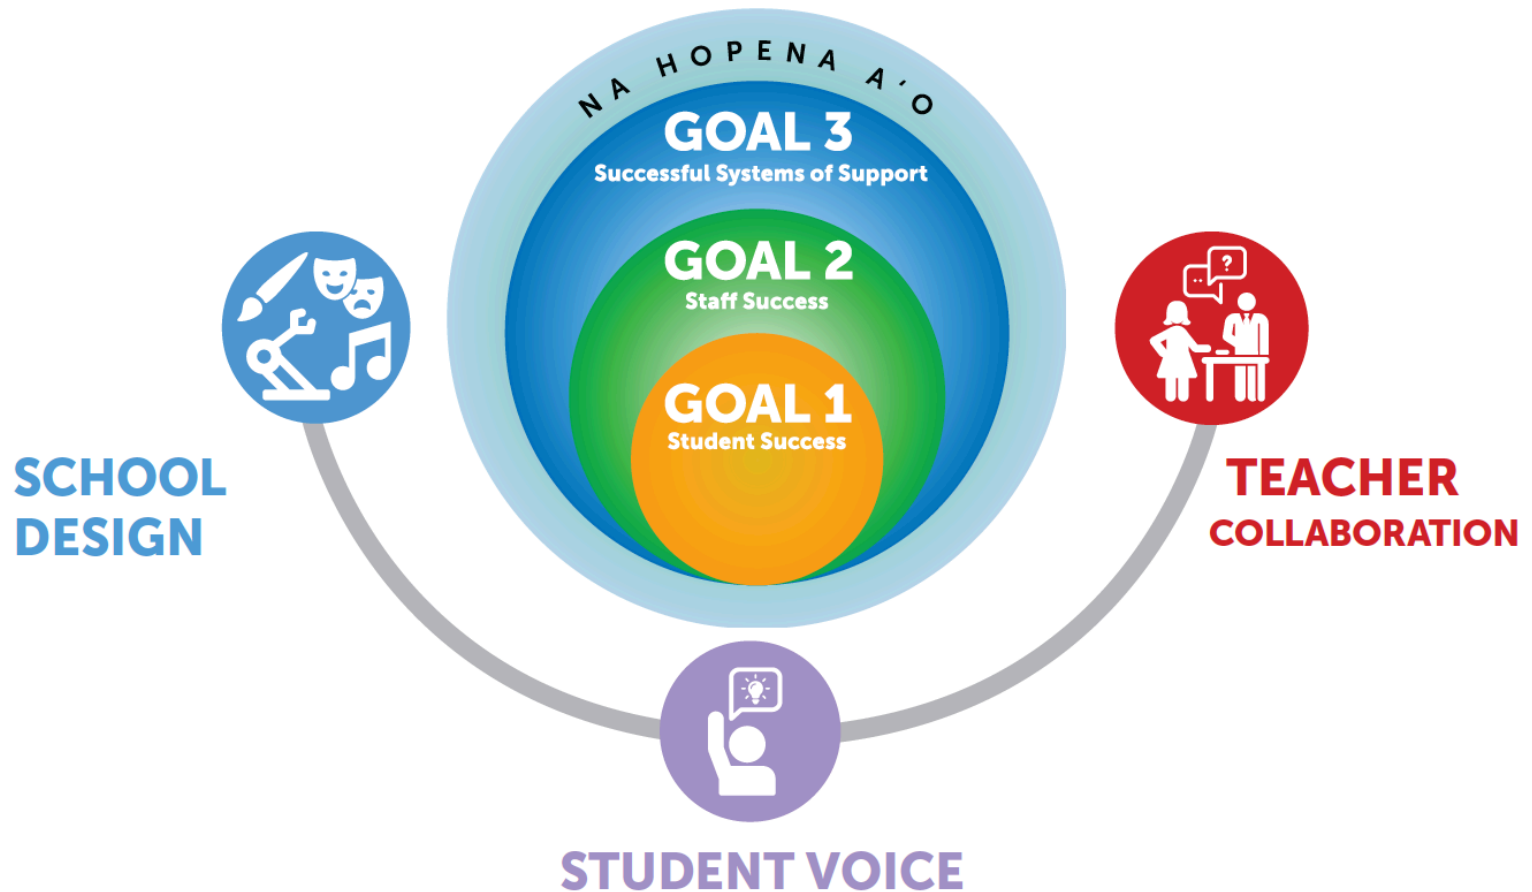 NA HOPENA A‘O
GOAL 3
Successful Systems of Support
GOAL 2
Staff Success
GOAL 1
Student Success
SCHOOL
DESIGN
TEACHER
COLLABORATION
?
STUDENT VOICE